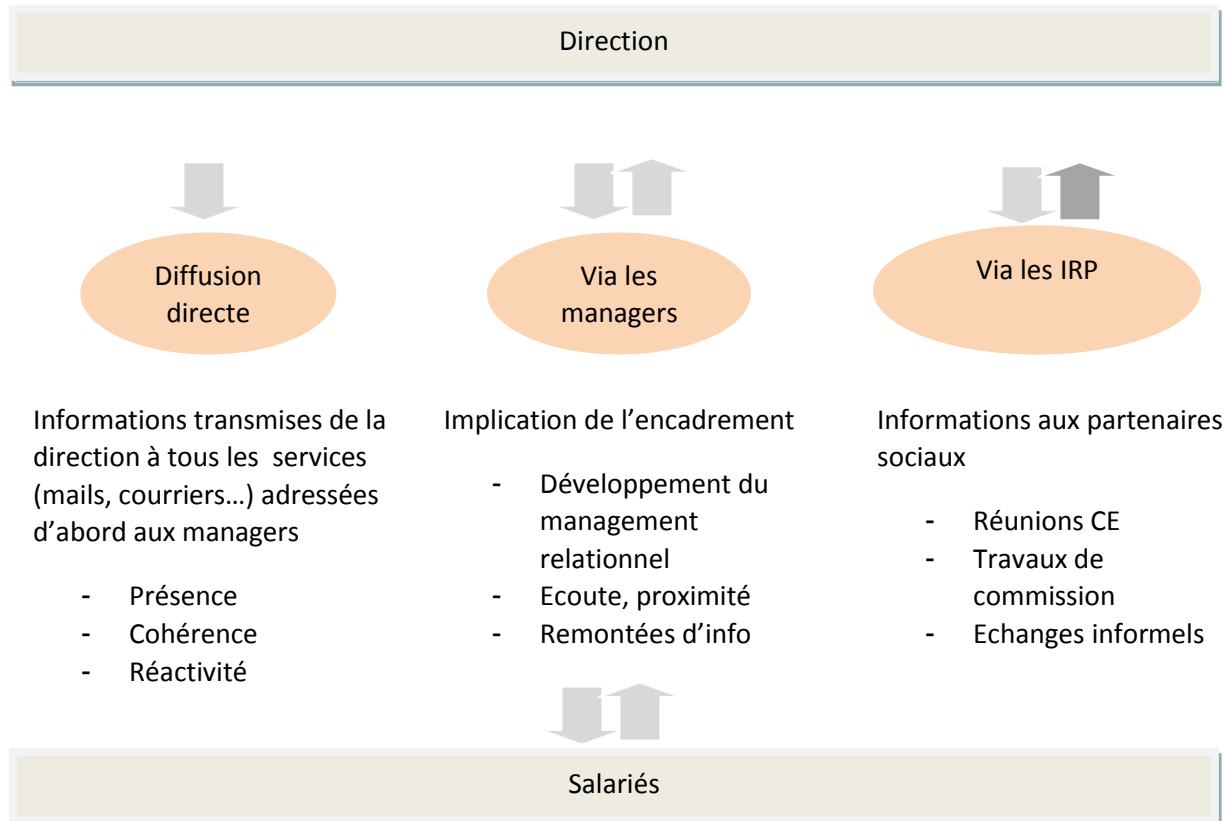 Direction
Diffusion
directe
Via les
managers
Via les IRP
Informations transmises de la
direction à tous les services
(mails, courriers…) adressées
d’abord aux managers
- Présence
- Cohérence
- Réactivité
Implication de l’encadrement
- Développement du
management
relationnel
- Ecoute, proximité
- Remontées d’info
Informations aux partenaires
sociaux
- Réunions CE
- Travaux de
commission
- Echanges informels
Salariés